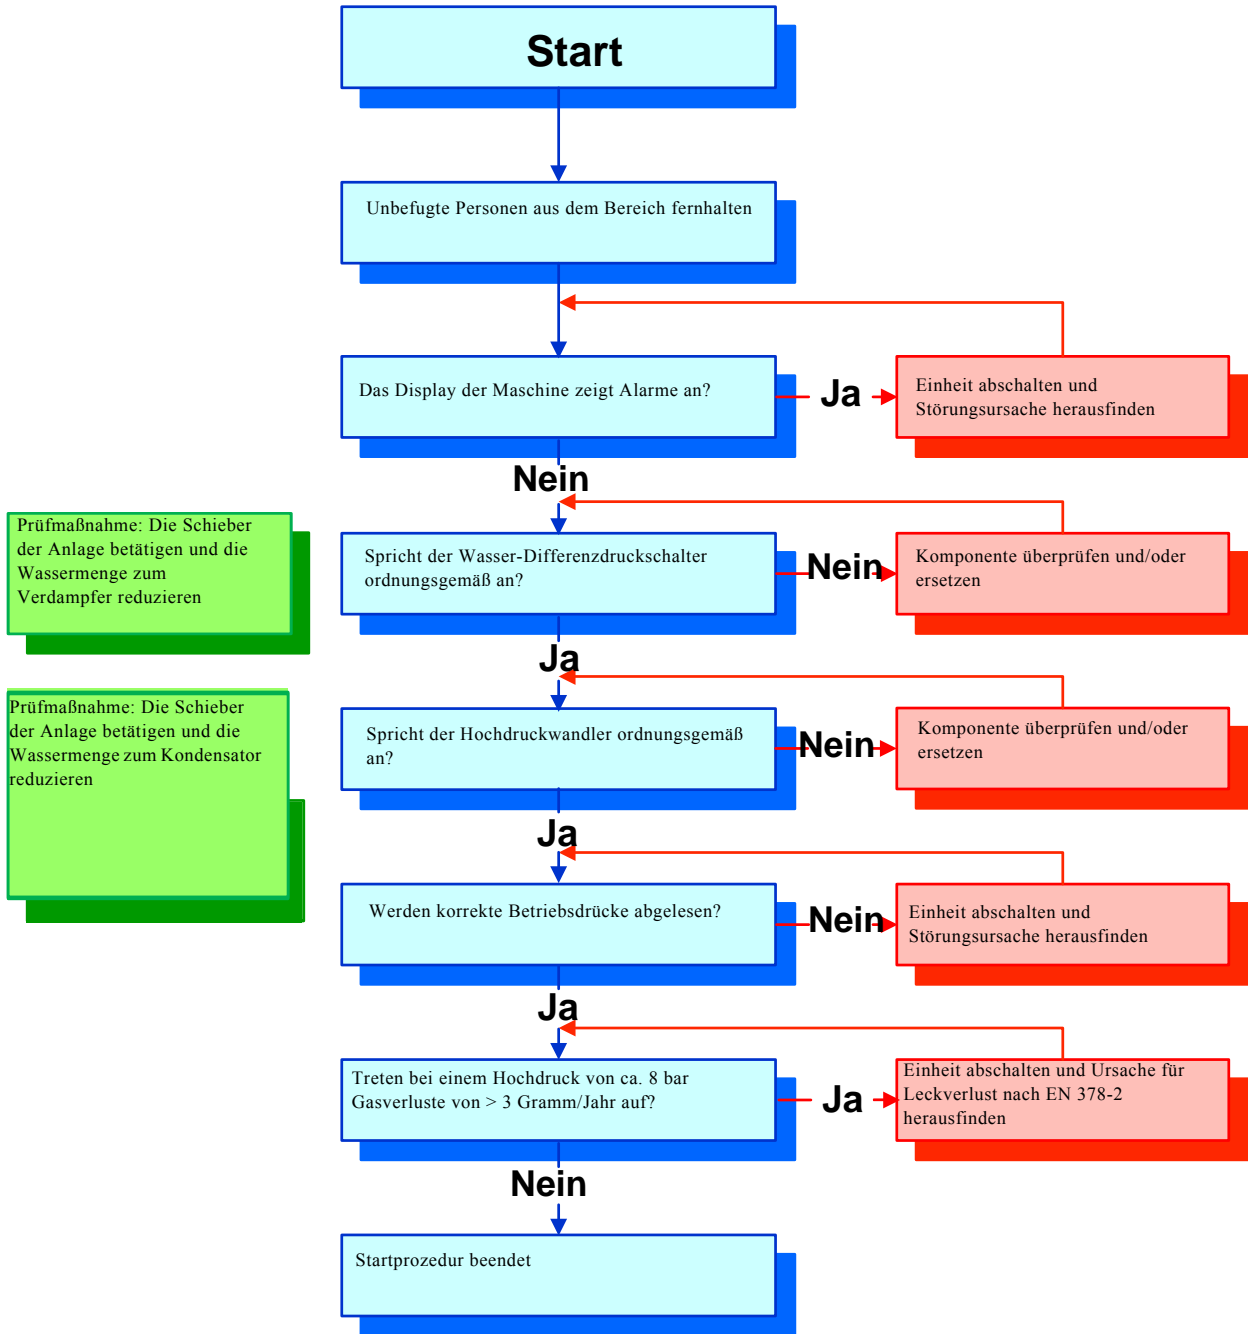 Start
Unbefugte Personen aus dem Bereich fernhalten
Das Display der Maschine zeigt Alarme an?
Ja
Einheit abschalten und
Störungsursache herausfinden
Nein
Prüfmaßnahme: Die Schieber
der Anlage betätigen und die
Wassermenge zum
Verdampfer reduzieren
Spricht der Wasser-Differenzdruckschalter
ordnungsgemäß an?
Nein
Komponente überprüfen und/oder
ersetzen
Ja
Prüfmaßnahme: Die Schieber
der Anlage betätigen und die
Wassermenge zum Kondensator
reduzieren
Spricht der Hochdruckwandler ordnungsgemäß
an?
Nein
Komponente überprüfen und/oder
ersetzen
Ja
Werden korrekte Betriebsdrücke abgelesen?
Nein
Einheit abschalten und
Störungsursache herausfinden
Ja
Treten bei einem Hochdruck von ca. 8 bar
Gasverluste von > 3 Gramm/Jahr auf?
Ja
Einheit abschalten und Ursache für
Leckverlust nach EN 378-2
herausfinden
Nein
Startprozedur beendet